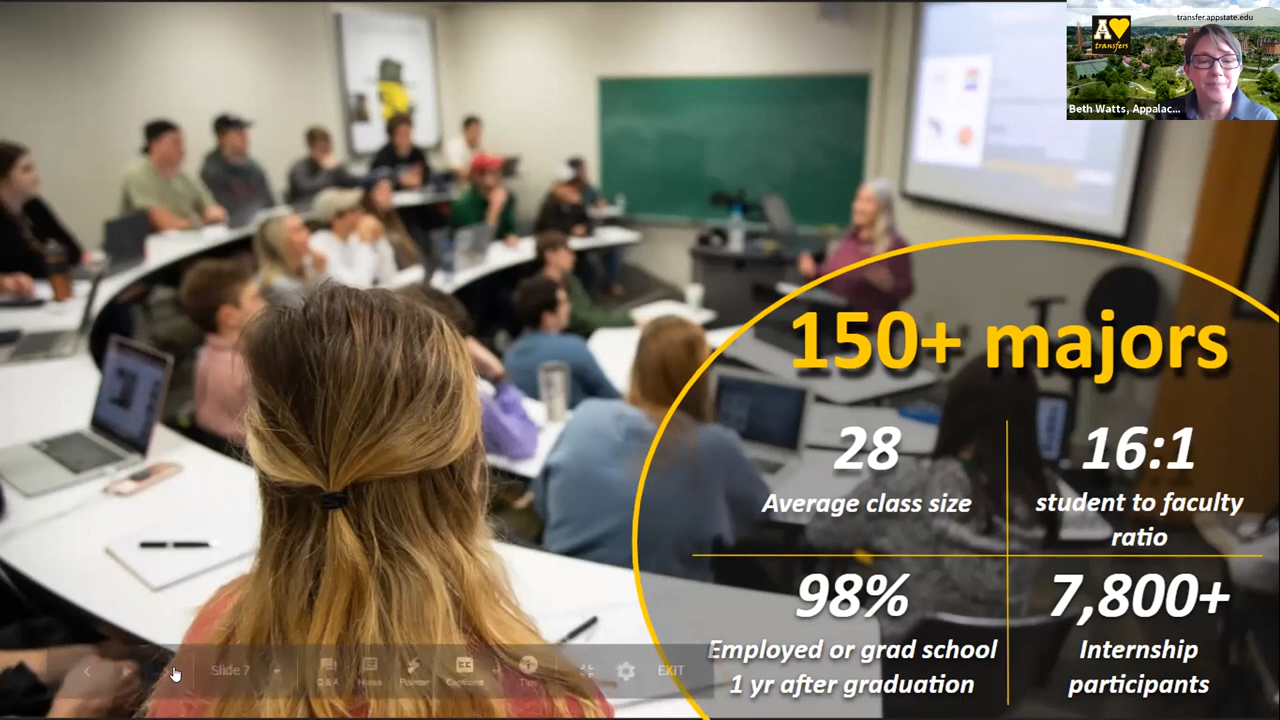 transfer.appstate.edu
A
transfers
Beth Watts, Appalac...
150+ majors
28
Average class size
16:1
student to faculty
ratio
98%
Employed or grad school
1 yr after graduation
7,800+
Internship
participants
Slide 7
Q&A
Notes
Pointer
Captions
Tips
EXIT